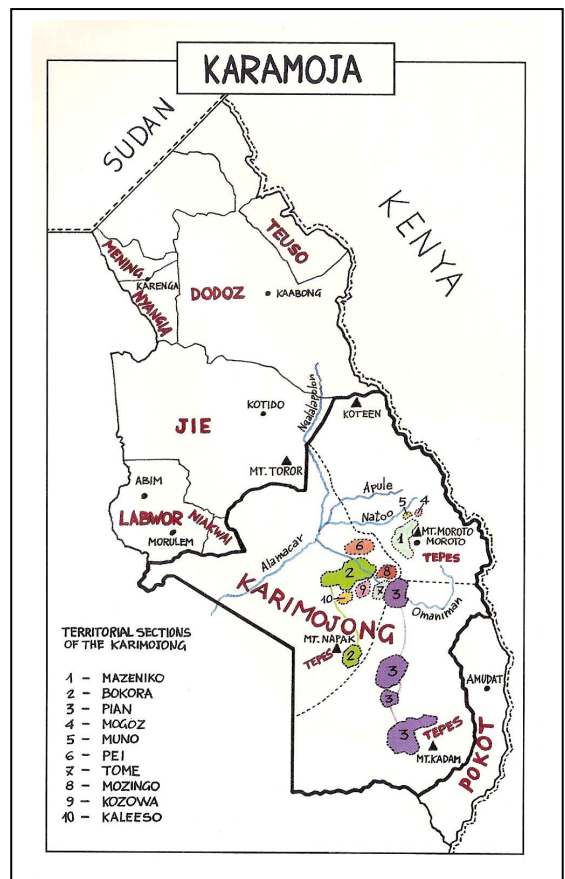 KARAMOJA
SUDAN
KENYA
TEUSO
MENING
KARENGA
NYANGIA
DODOZ
KAABONG
Ngalalapolon
KOTEEN
KOTIDO
JIE
MT. TOROR
ABIM
LABWOR
NIAKWAI
MORULEM
Apule
Natoo
5
4
1
MT. MOROTO
MOROTO
TEPES
Alamacar
6
2
8
9
7
3
10
Omaniman
KARIMOJONG
MT. NAPAK
TEPES
2
3
3
3
TEPES
MT. KADAM
AMUDAT
POKOT
TERRITORIAL SECTIONS
OF THE KARIMOJONG
1 - MAZENIKO
2 - BOKORA
3 - PIAN
4 - MOGOZ
5 - MUNO
6 - PEI
7 - TOME
8 - MOZINGO
9 - KOZOWA
10 - KALEESO